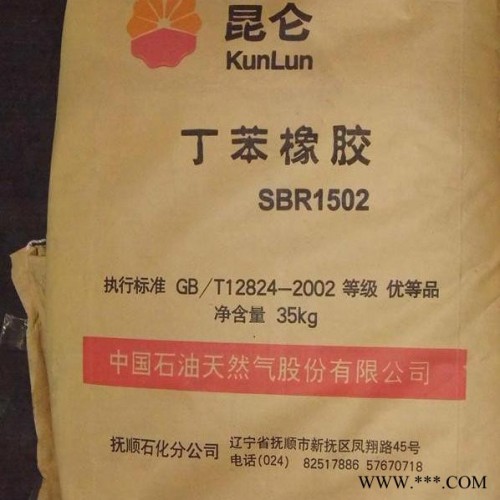 昆仑
KunLun
丁苯橡胶
SBR1502
执行标准 GB/T12824-2002 等级 优等品
净含量 35kg
中国石油天然气股份有限公司
抚顺石化分公司
辽宁省抚顺市新抚区凤翔路45号
电话(024) 82517886 57670718
WWW.***.COM